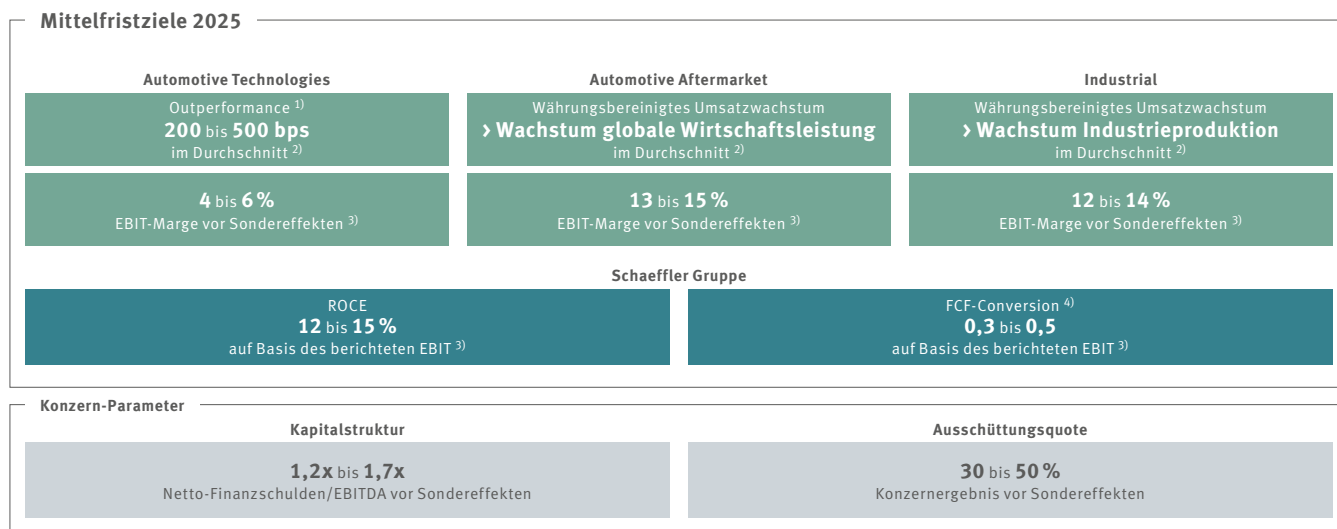 Mittelfristziele 2025
Automotive Technologies
Outperformance 1)
200 bis 500 bps
im Durchschnitt 2)
4 bis 6 %
EBIT-Marge vor Sondereffekten 3)
Automotive Aftermarket
Währungsbereinigtes Umsatzwachstum
> Wachstum globale Wirtschaftsleistung
im Durchschnitt 2)
13 bis 15 %
EBIT-Marge vor Sondereffekten 3)
Industrial
Währungsbereinigtes Umsatzwachstum
> Wachstum Industrieproduktion
im Durchschnitt 2)
12 bis 14 %
EBIT-Marge vor Sondereffekten 3)
Schaeffler Gruppe
ROCE
12 bis 15 %
auf Basis des berichteten EBIT 3)
FCF-Conversion 4)
0,3 bis 0,5
auf Basis des berichteten EBIT 3)
Konzern-Parameter
Kapitalstruktur
1,2x bis 1,7x
Netto-Finanzschulden/EBITDA vor Sondereffekten
Ausschüttungsquote
30 bis 50 %
Konzernergebnis vor Sondereffekten